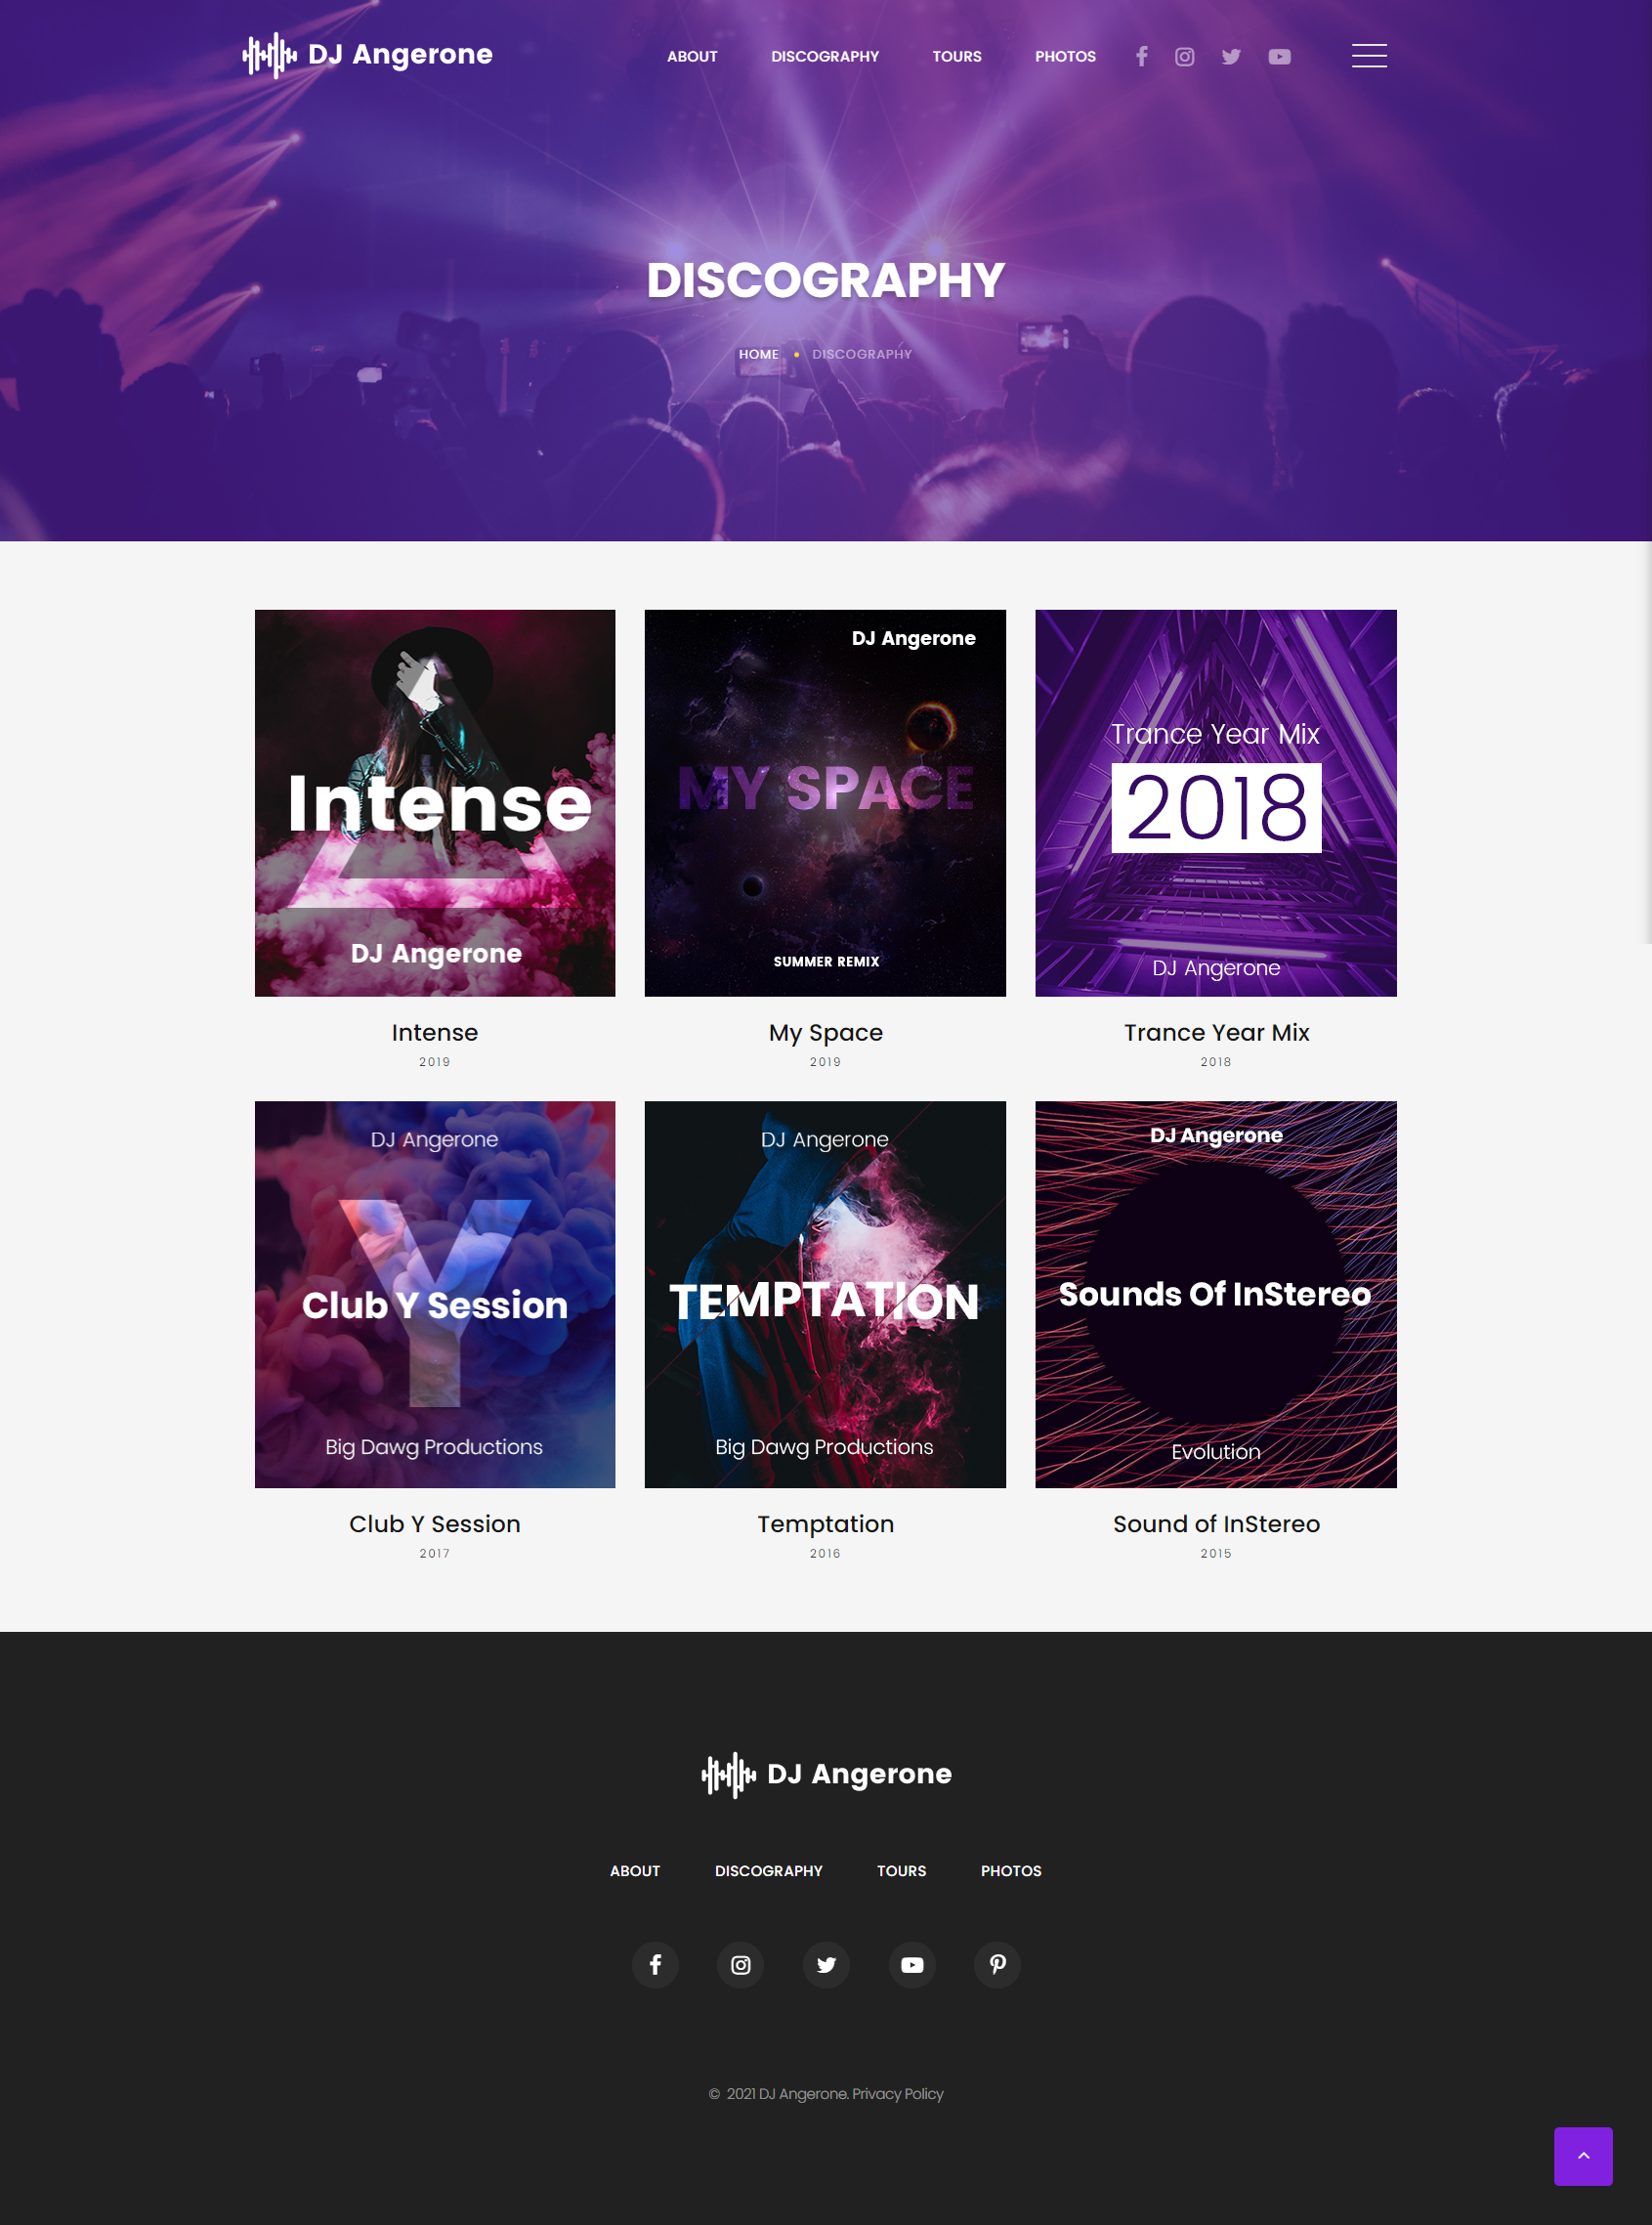 DJ Angerone
ABOUT DISCOGRAPHY TOURS PHOTOS
DISCOGRAPHY
HOME • DISCOGRAPHY
Intense
DJ Angerone
DJ Angerone
MY SPACE
SUMMER REMIX
Trance Year Mix
2018
DJ Angerone
Intense
2019
My Space
2019
Trance Year Mix
2018
DJ Angerone
Y
Club Y Session
Big Dawg Productions
DJ Angerone
TEMPTATION
Big Dawg Productions
DJ Angerone
Sounds Of InStereo
Evolution
Club Y Session
2017
Temptation
2016
Sound of InStereo
2015
DJ Angerone
ABOUT DISCOGRAPHY TOURS PHOTOS
© 2021 DJ Angerone. Privacy Policy